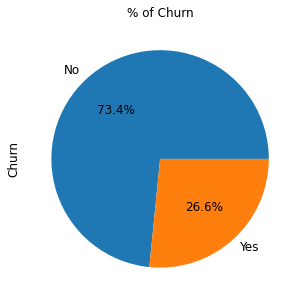 % of Churn
No
73.4%
Churn
26.6%
Yes